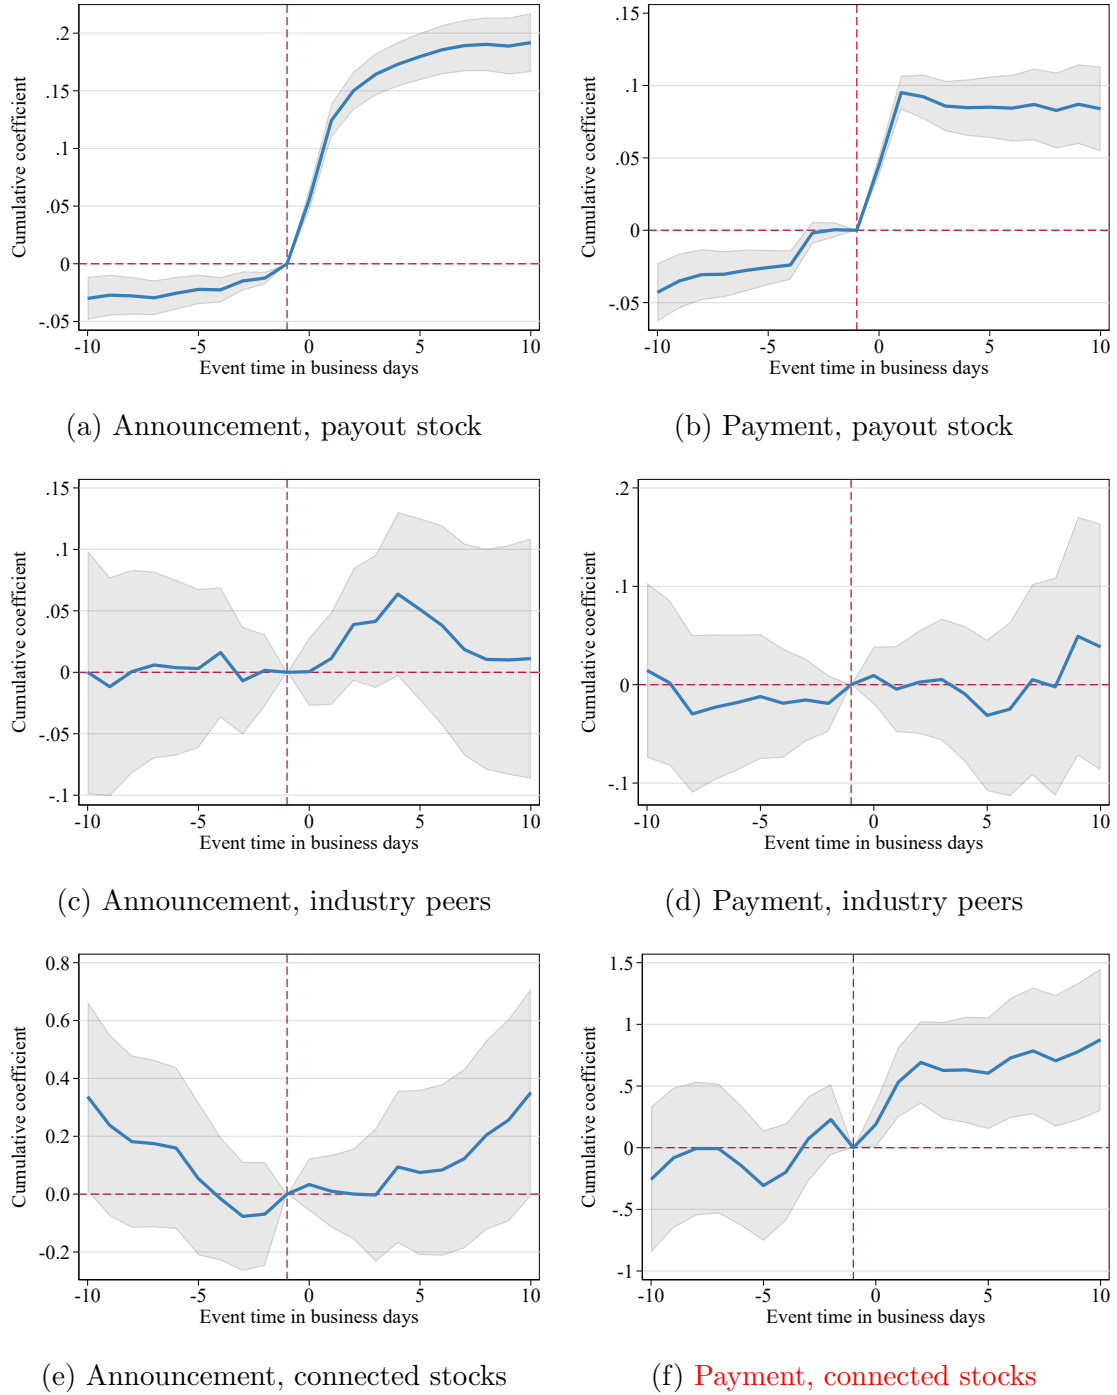 .2
.15
.1
.05
0
-.05
Cumulative coefficient
-10 -5 0 5 10
Event time in business days
(a) Announcement, payout stock
.15
.1
.05
0
-.05
Cumulative coefficient
-10 -5 0 5 10
Event time in business days
(b) Payment, payout stock
.15
.1
.05
0
-.05
-.1
Cumulative coefficient
-10 -5 0 5 10
Event time in business days
(c) Announcement, industry peers
.2
.1
0
-.1
Cumulative coefficient
-10 -5 0 5 10
Event time in business days
(d) Payment, industry peers
0.8
0.6
0.4
0.2
0.0
-0.2
Cumulative coefficient
-10 -5 0 5 10
Event time in business days
(e) Announcement, connected stocks
1.5
1
.5
0
-.5
-1
Cumulative coefficient
-10 -5 0 5 10
Event time in business days
(f) Payment, connected stocks